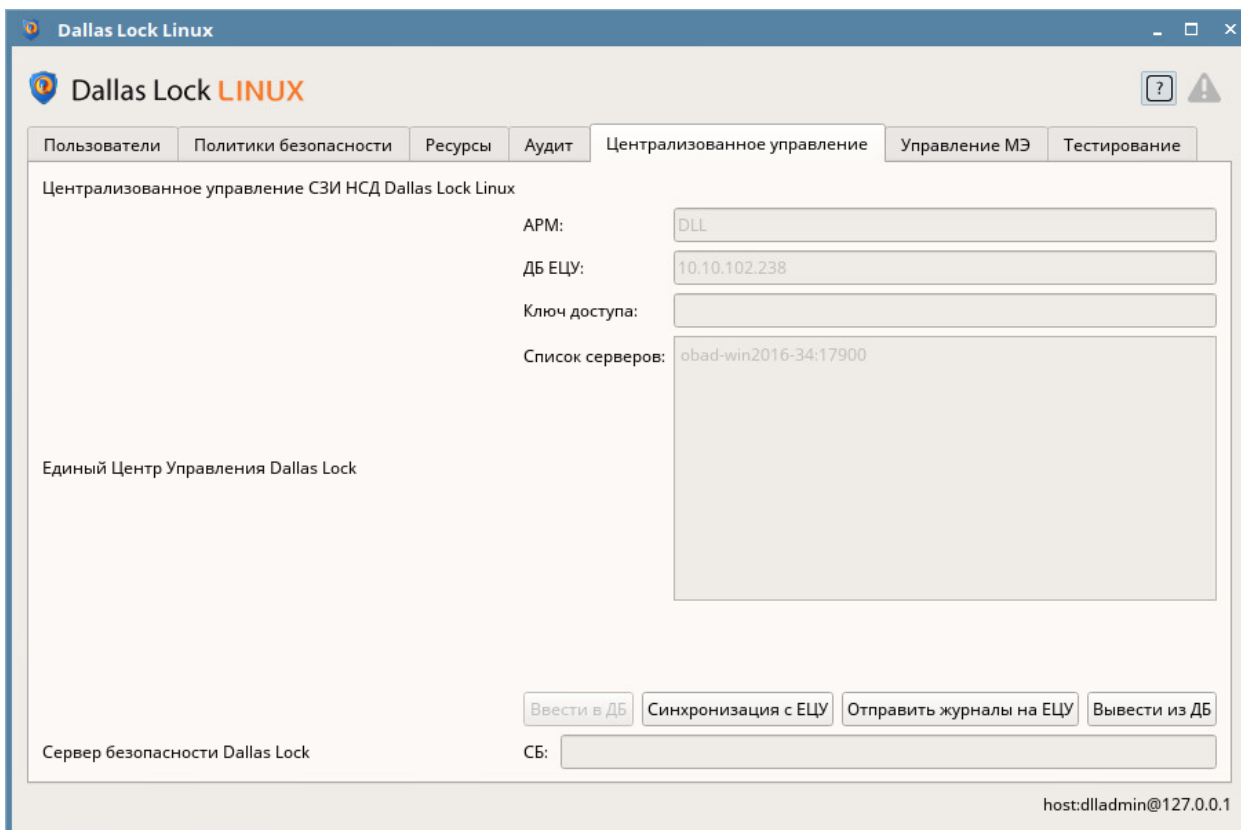 Dallas Lock Linux
Dallas Lock LINUX
Пользователи Политики безопасности Ресурсы Аудит Централизованное управление Управление МЭ Тестирование
Централизованное управление СЗИ НСД Dallas Lock Linux
АРМ: DLL
ДБ ЕЦУ: 10.10.102.238
Ключ доступа:
Список серверов: obad-win2016-34:17900
Единый Центр Управления Dallas Lock
Ввести в ДБ Синхронизация с ЕЦУ Отправить журналы на ЕЦУ Вывести из ДБ
Сервер безопасности Dallas Lock СБ:
host:dlladmin@127.0.0.1